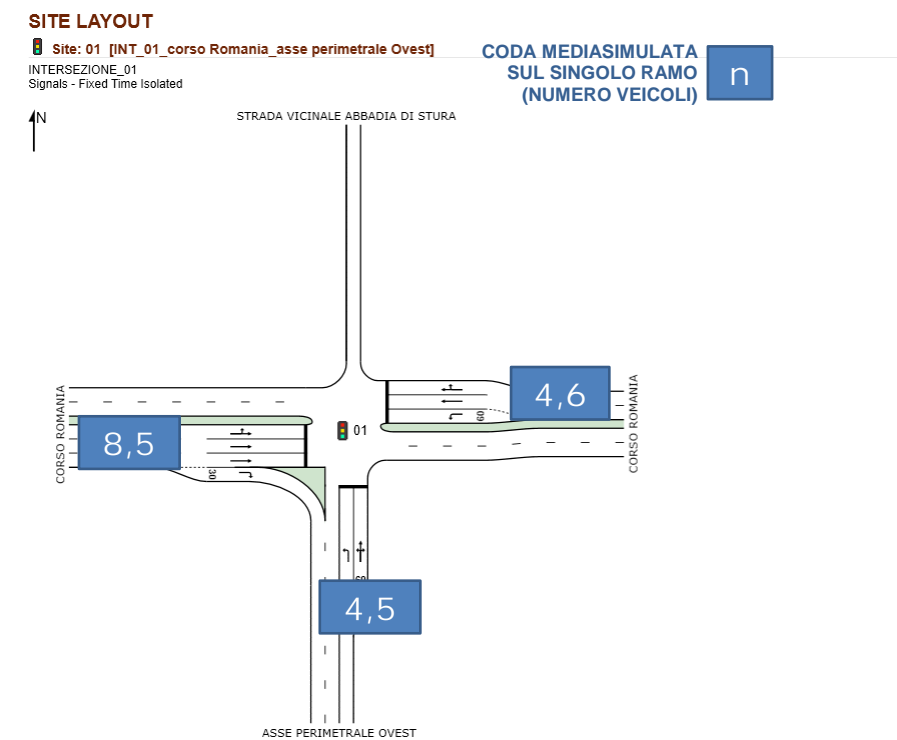 SITE LAYOUT
Site: 01 [INT_01_corso Romania_asse perimetrale Ovest]
CODA MEDIASIMULATA
SUL SINGOLO RAMO
(NUMERO VEICOLI)
n
INTERSEZIONE_01
Signals - Fixed Time Isolated
N
STRADA VICINALE ABBADIA DI STURA
4,6
CORSO ROMANIA
60
01
CORSO ROMANIA
8,5
30
4,5
ASSE PERIMETRALE OVEST